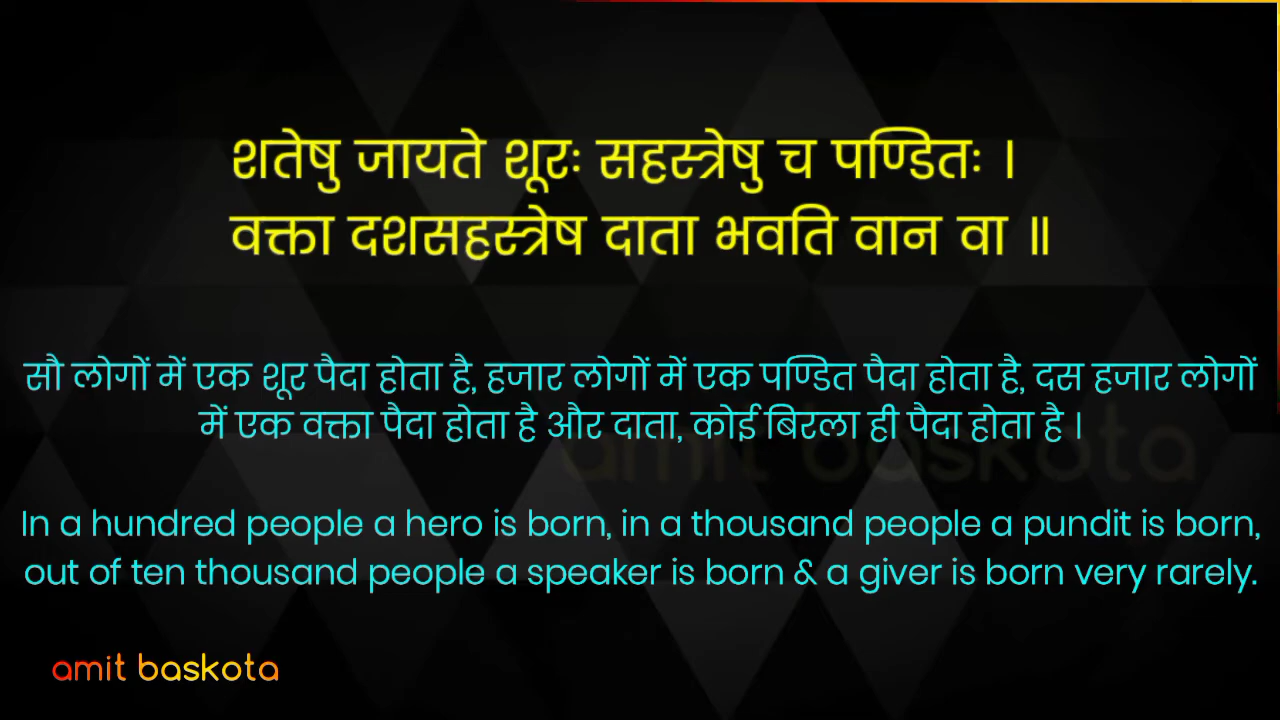 शतेषु जायते शूरः सहस्त्रेषु च पण्डितः ।
वक्ता दशसहस्त्रेष दाता भवति वान वा ॥
सौ लोगों में एक शूर पैदा होता है, हजार लोगों में एक पण्डित पैदा होता है, दस हजार लोगों
में एक वक्ता पैदा होता है और दाता, कोई बिरला ही पैदा होता है ।
amit baskota
In a hundred people a hero is born, in a thousand people a pundit is born,
out of ten thousand people a speaker is born & a giver is born very rarely.
amit baskota